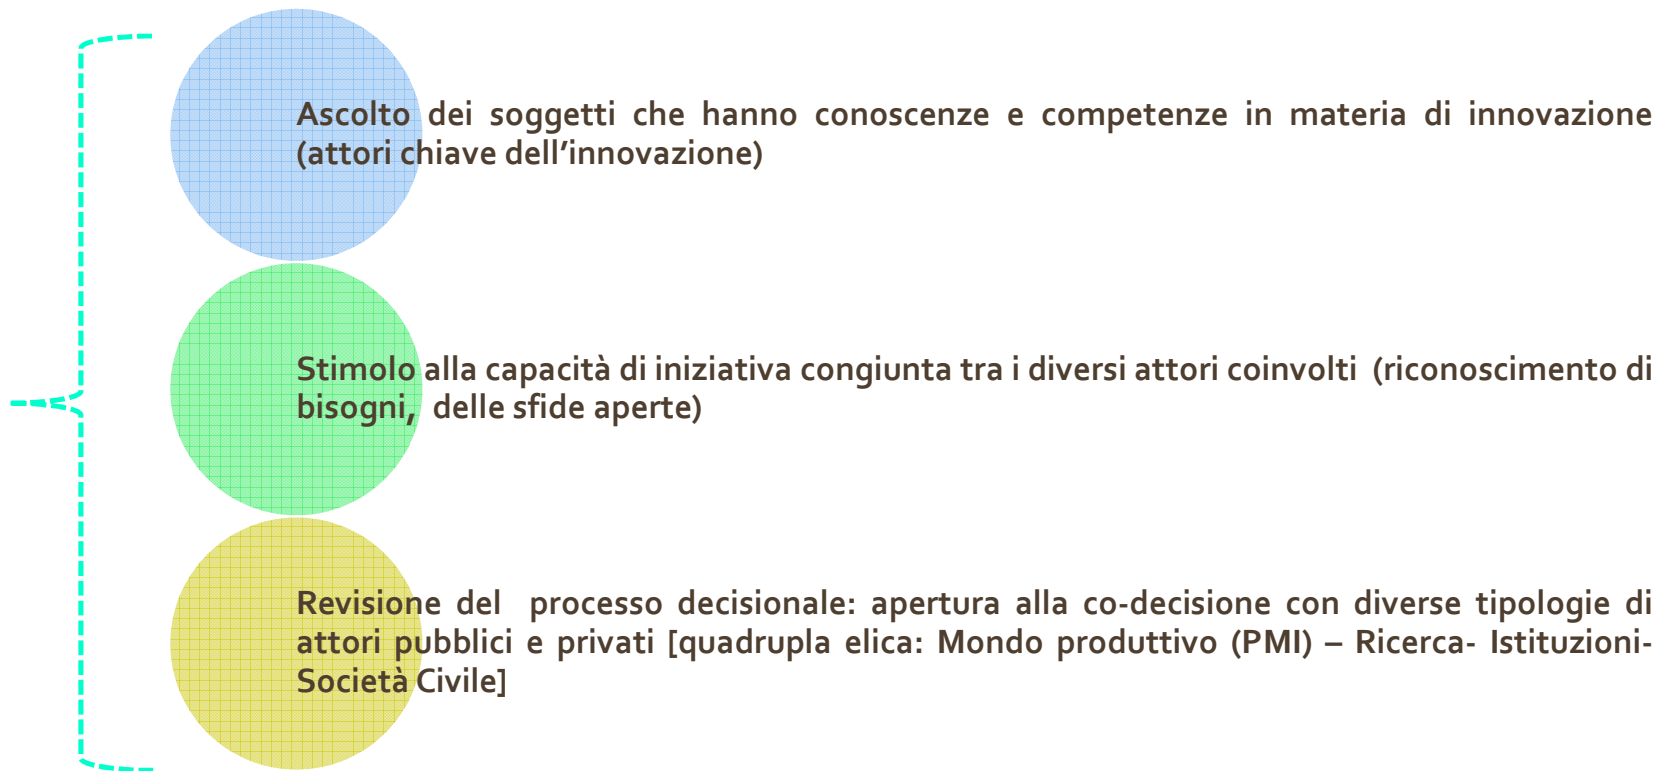 Ascolto dei soggetti che hanno conoscenze e competenze in materia di innovazione
(attori chiave dell’innovazione)
Stimolo alla capacità di iniziativa congiunta tra i diversi attori coinvolti (riconoscimento di
bisogni, delle sfide aperte)
Revisione del processo decisionale: apertura alla co-decisione con diverse tipologie di
attori pubblici e privati [quadrupla elica: Mondo produttivo (PMI) – Ricerca- Istituzioni-
Società Civile]